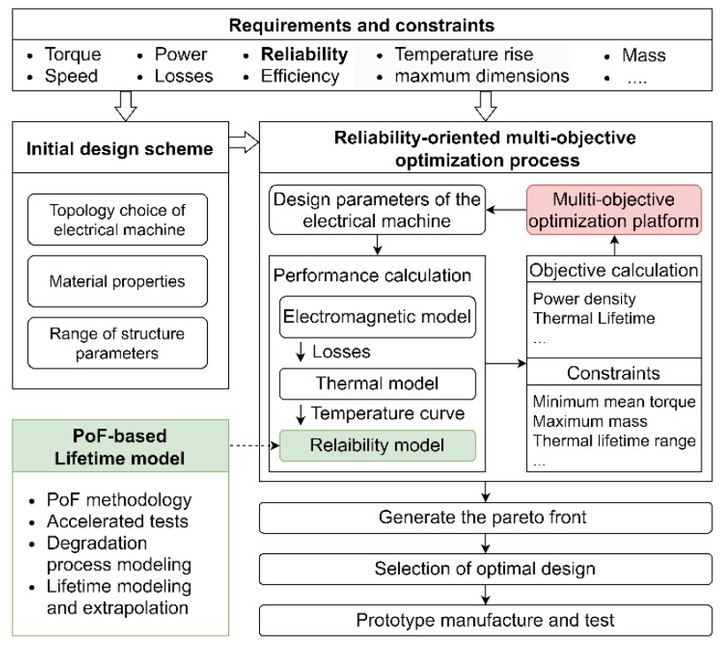 Requirements and constraints
• Torque • Power • Reliability • Temperature rise • Mass
• Speed • Losses • Efficiency • maxmum dimensions • ....
Initial design scheme
Topology choice of
electrical machine
Material properties
Range of structure
parameters
Reliability-oriented multi-objective
optimization process
Design parameters of the
electrical machine
Muliti-objective
optimization platform
Performance calculation
Electromagnetic model
Losses
Thermal model
Temperature curve
Relaibility model
Objective calculation
Power density
Thermal Lifetime
...
Constraints
Minimum mean torque
Maximum mass
Thermal lifetime range
...
PoF-based
Lifetime model
• PoF methodology
• Accelerated tests
• Degradation
process modeling
• Lifetime modeling
and extrapolation
Generate the pareto front
Selection of optimal design
Prototype manufacture and test